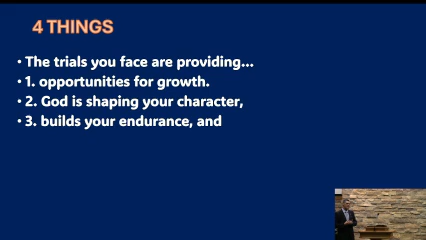 4 THINGS
• The trials you face are providing...
• 1. opportunities for growth.
• 2. God is shaping your character,
• 3. builds your endurance, and